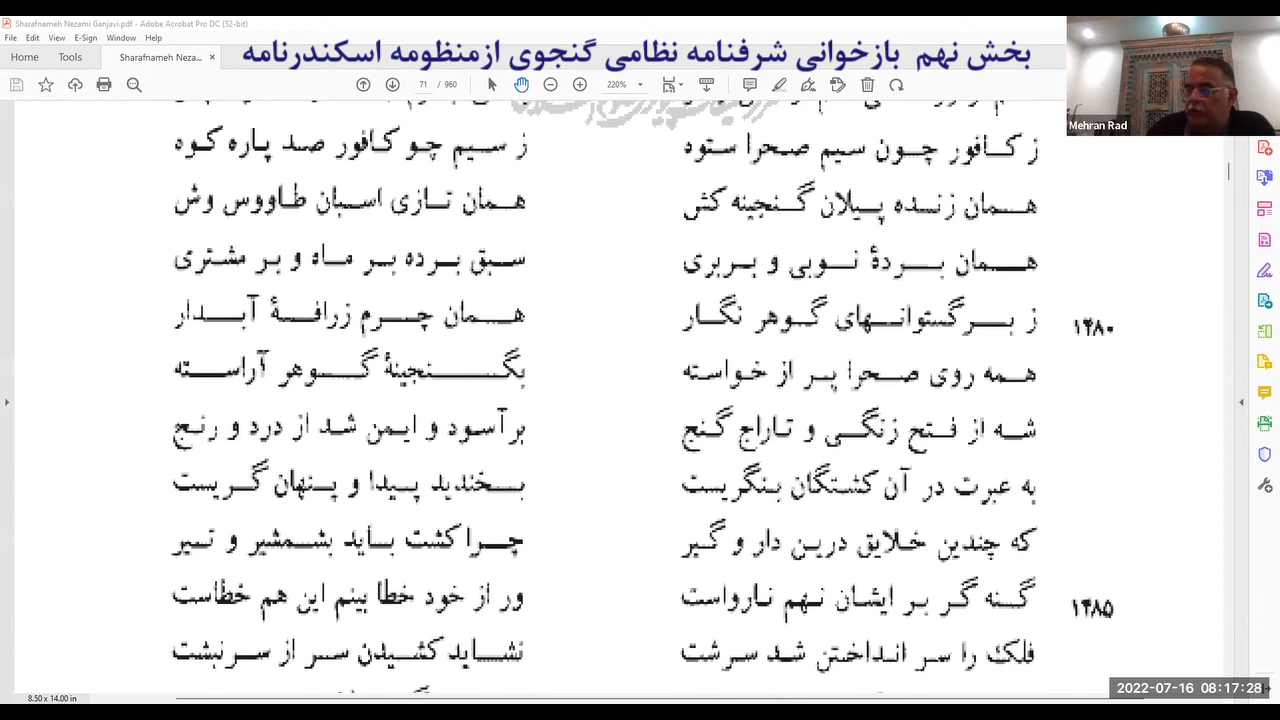 Sharafnameh Nezami Ganjavi.pdf - Adobe Acrobat Pro DC (32-bit)
File Edit View E-Sign Window Help
Home Tools Sharafnameh Neza... ×
بخش نهم بازخوانی شرفنامه نظامی گنجوی ازمنظومه اسکندرنامه
71 / 960 220%
Mehran Rad
ز کافور چون سیم صحرا ستوه ز سیم چو کافور صد پاره کوه
همان زنده پیلان گنجینه کش همان تازی اسبان طاووس وش
همان بردهٔ نوبی و بربری سبق برده بر ماه و بر مشتری
۱۴۸۰ ز برگستوانهای گوهر نگار همان چرم زرافهٔ آبدار
همه روی صحرا پر از خواسته بگنجینهٔ گوهر آراسته
شه از فتح زنگی و تاراج گنج برآسود و ایمن شد از درد و رنج
به عبرت در آن کشتگان بنگریست بخندید پیدا و پنهان گریست
که چندین خلایق درین دار و گیر چرا کشت باید بشمشیر و تیر
۱۴۸۵ گنه گر بر ایشان نهم نارواست ور از خود خطا بینم این هم خطاست
فلک را سر انداختن شد سرشت نشاید کشیدن سر از سرنبشت
8.50 x 14.00 in
2022-07-16 08:17:28